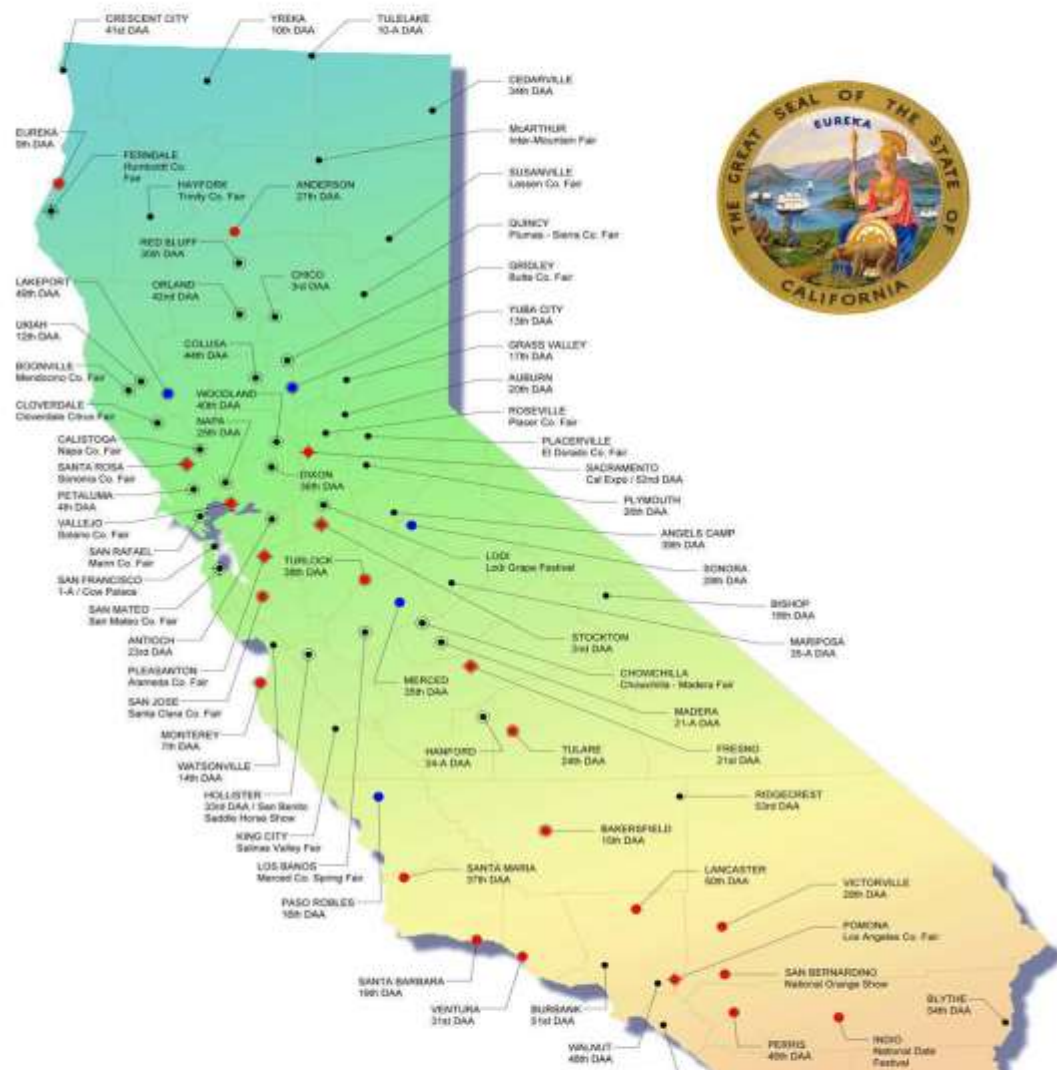 CRESCENT CITY
41st DAA
YREKA
10th DAA
TULELAKE
10-A DAA
CEDARVILLE
34th DAA
McARTHUR
Inter-Mountain Fair
SUSANVILLE
Lassen Co. Fair
QUINCY
Plumas - Sierra Co. Fair
GRIDLEY
Butte Co. Fair
YUBA CITY
13th DAA
GRASS VALLEY
17th DAA
AUBURN
20th DAA
ROSEVILLE
Placer Co. Fair
PLACERVILLE
El Dorado Co. Fair
SACRAMENTO
Cal Expo / 52nd DAA
PLYMOUTH
26th DAA
ANGELS CAMP
39th DAA
SONORA
29th DAA
BISHOP
18th DAA
MARIPOSA
35-A DAA
STOCKTON
2nd DAA
CHOWCHILLA
Chowchilla - Madera Fair
MADERA
21-A DAA
FRESNO
21st DAA
RIDGECREST
53rd DAA
EUREKA
9th DAA
FERNDALE
Humboldt Co.
Fair
HAYFORK
Trinity Co. Fair
ANDERSON
27th DAA
RED BLUFF
30th DAA
ORLAND
42nd DAA
CHICO
3rd DAA
LAKEPORT
49th DAA
UKIAH
12th DAA
COLUSA
44th DAA
BOONVILLE
Mendocino Co. Fair
WOODLAND
40th DAA
CLOVERDALE
Cloverdale Citrus Fair
NAPA
25th DAA
CALISTOGA
Napa Co. Fair
SANTA ROSA
Sonoma Co. Fair
DIXON
36th DAA
PETALUMA
4th DAA
VALLEJO
Solano Co. Fair
SAN RAFAEL
Marin Co. Fair
LODI
Lodi Grape Festival
TURLOCK
38th DAA
SAN FRANCISCO
1-A / Cow Palace
SAN MATEO
San Mateo Co. Fair
ANTIOCH
23rd DAA
PLEASANTON
Alameda Co. Fair
MERCED
35th DAA
SAN JOSE
Santa Clara Co. Fair
MONTEREY
7th DAA
HANFORD
24-A DAA
TULARE
24th DAA
WATSONVILLE
14th DAA
HOLLISTER
33rd DAA / San Benito
Saddle Horse Show
KING CITY
Salinas Valley Fair
BAKERSFIELD
15th DAA
LOS BANOS
Merced Co. Spring Fair
SANTA MARIA
37th DAA
LANCASTER
50th DAA
VICTORVILLE
28th DAA
PASO ROBLES
16th DAA
POMONA
Los Angeles Co. Fair
SANTA BARBARA
19th DAA
SAN BERNARDINO
National Orange Show
VENTURA
31st DAA
BURBANK
51st DAA
BLYTHE
54th DAA
WALNUT
48th DAA
PERRIS
46th DAA
INDIO
National Date
Festival
THE GREAT SEAL OF THE STATE OF
CALIFORNIA
EUREKA